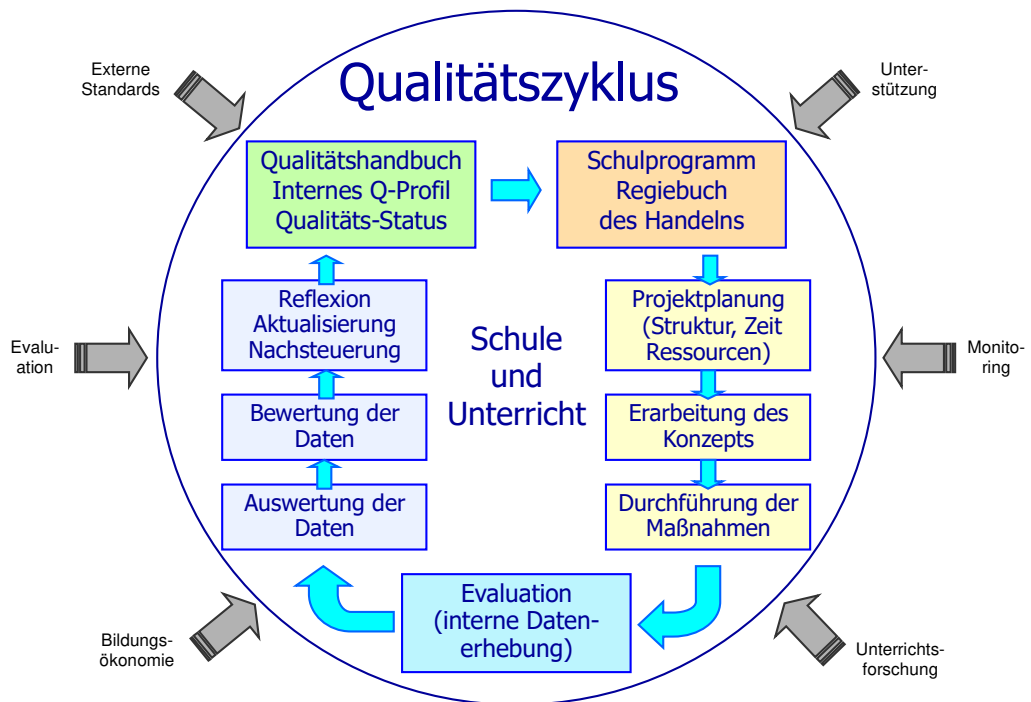 Qualitätszyklus
Externe
Standards
Unter-
stützung
Qualitätshandbuch
Internes Q-Profil
Qualitäts-Status
Schulprogramm
Regiebuch
des Handelns
Reflexion
Aktualisierung
Nachsteuerung
Schule
und
Unterricht
Projektplanung
(Struktur, Zeit
Ressourcen)
Evalu-
ation
Monito-
ring
Bewertung der
Daten
Erarbeitung des
Konzepts
Auswertung der
Daten
Durchführung der
Maßnahmen
Evaluation
(interne Daten-
erhebung)
Bildungs-
ökonomie
Unterrichts-
forschung